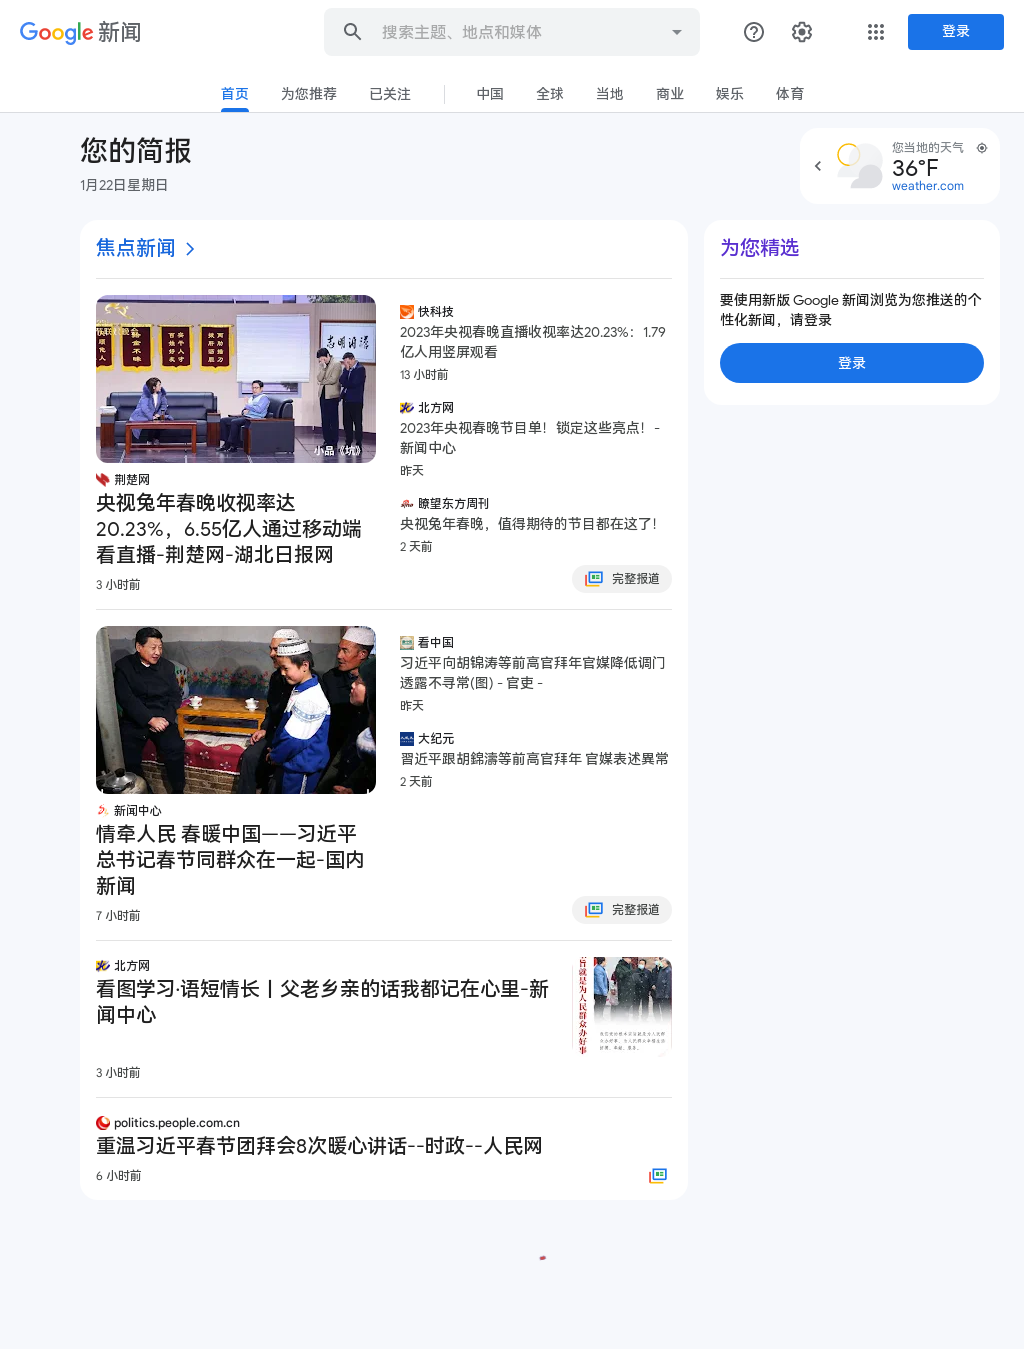 Google 新闻
搜索主题、地点和媒体
登录
首页
为您推荐
已关注
中国
全球
当地
商业
娱乐
体育
您的简报
1月22日星期日
您当地的天气
36°F
weather.com
焦点新闻
志明润潭
小品《坑》
荆楚网
央视兔年春晚收视率达
20.23%，6.55亿人通过移动端
看直播-荆楚网-湖北日报网
3 小时前
快科技
2023年央视春晚直播收视率达20.23%：1.79
亿人用竖屏观看
13 小时前
北方网
2023年央视春晚节目单！锁定这些亮点！-
新闻中心
昨天
瞭望东方周刊
央视兔年春晚，值得期待的节目都在这了！
2 天前
完整报道
新闻中心
情牵人民 春暖中国——习近平
总书记春节同群众在一起-国内
新闻
7 小时前
看中国
习近平向胡锦涛等前高官拜年官媒降低调门
透露不寻常(图) - 官吏 -
昨天
大纪元
習近平跟胡錦濤等前高官拜年 官媒表述異常
2 天前
完整报道
北方网
看图学习·语短情长丨父老乡亲的话我都记在心里-新
闻中心
3 小时前
旨就是为人民群众办好事
politics.people.com.cn
重温习近平春节团拜会8次暖心讲话--时政--人民网
6 小时前
为您精选
要使用新版 Google 新闻浏览为您推送的个
性化新闻，请登录
登录